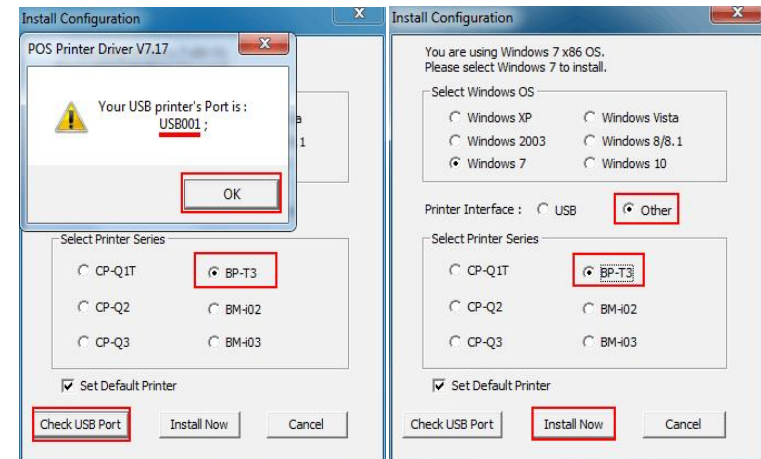 Install Configuration
X
POS Printer Driver V7.17
X
Your USB printer's Port is :
USB001 ;
a
1
OK
Select Printer Series
CP-Q1T
BP-T3
CP-Q2
BM-i02
CP-Q3
BM-i03
Set Default Printer
Check USB Port
Install Now
Cancel
Install Configuration
X
You are using Windows 7 x86 OS.
Please select Windows 7 to install.
Select Windows OS
Windows XP
Windows Vista
Windows 2003
Windows 8/8.1
Windows 7
Windows 10
Printer Interface :
USB
Other
Select Printer Series
CP-Q1T
BP-T3
CP-Q2
BM-i02
CP-Q3
BM-i03
Set Default Printer
Check USB Port
Install Now
Cancel